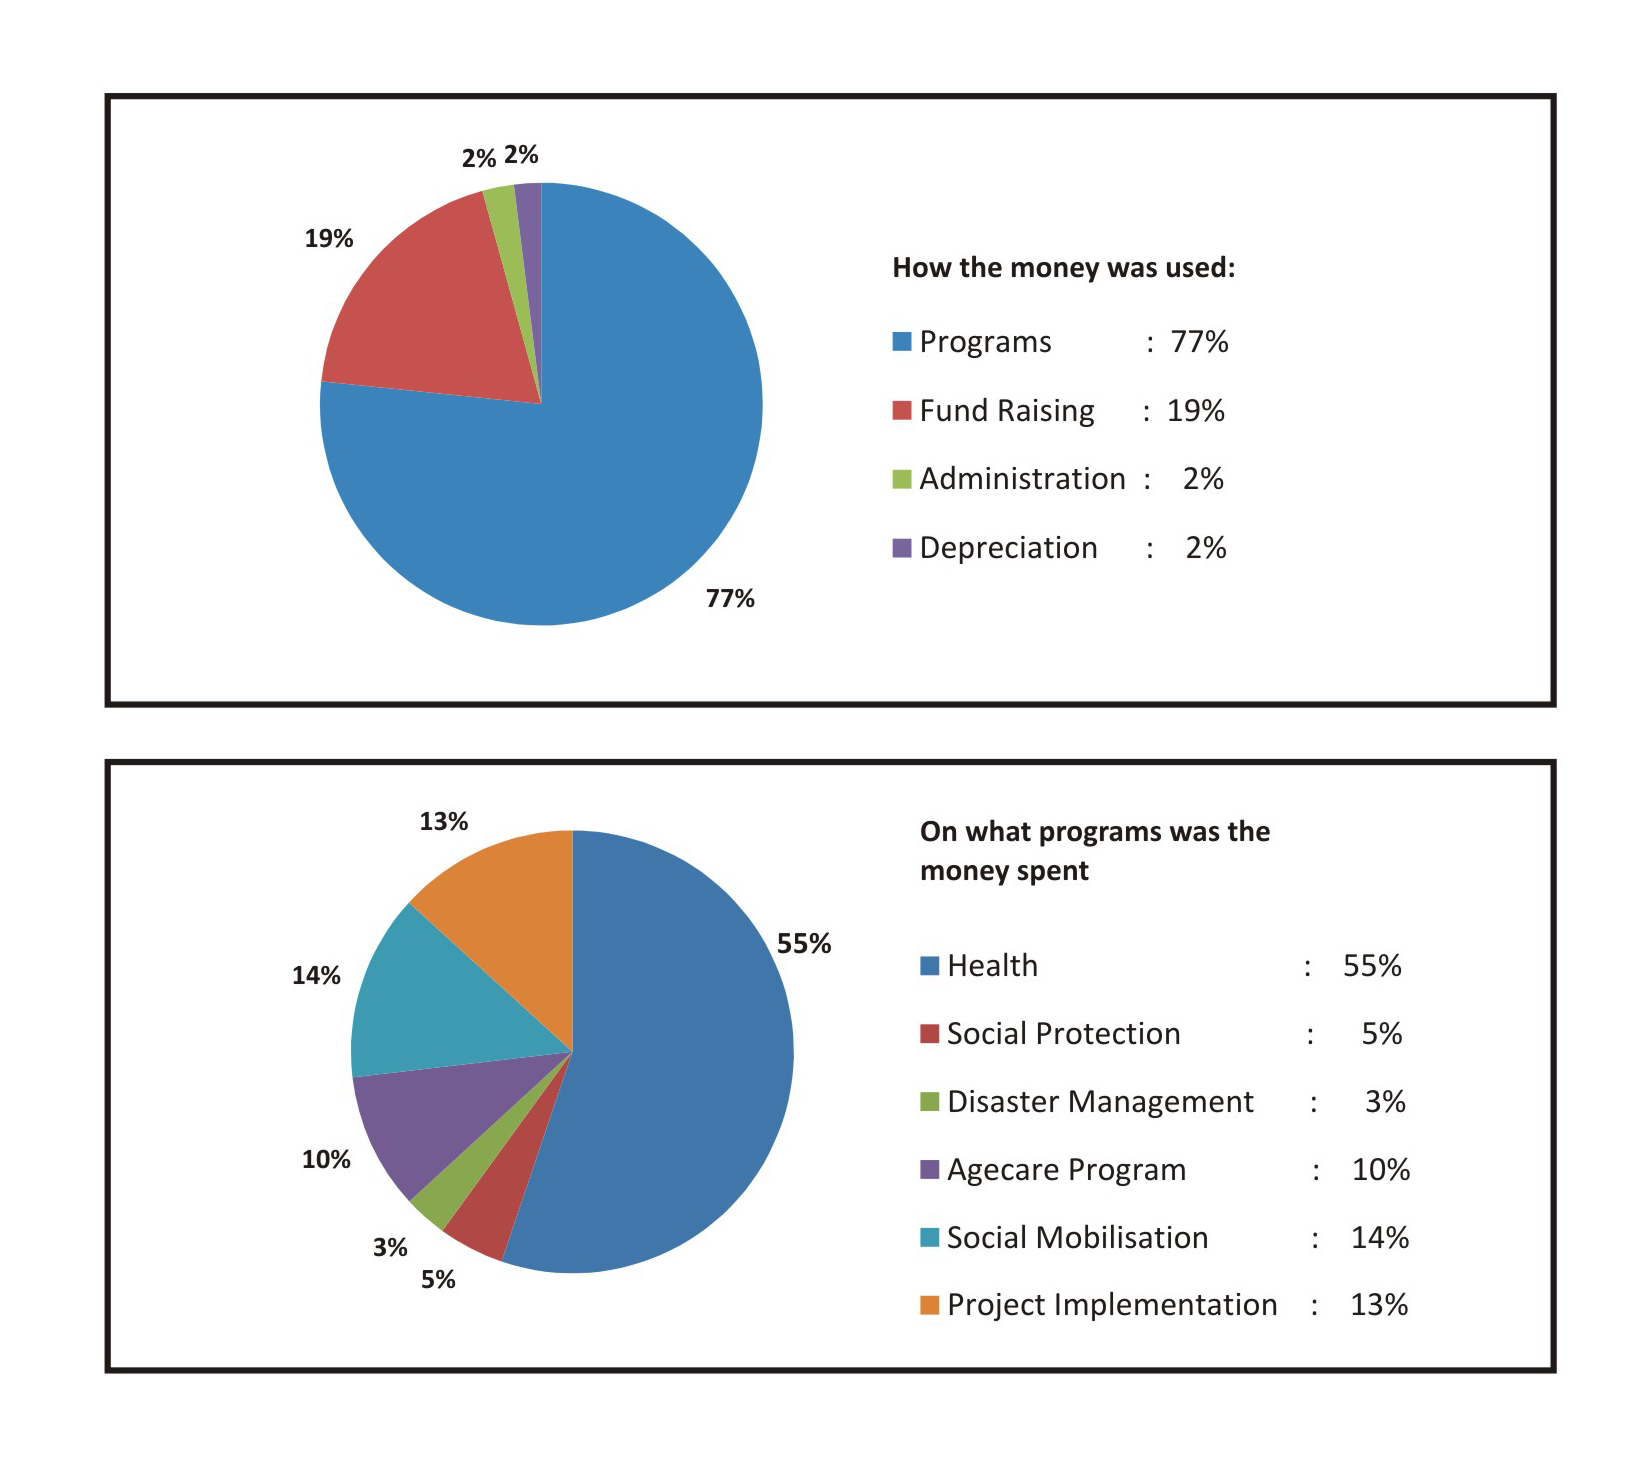 2% 2%
19%
77%
How the money was used:
Programs : 77%
Fund Raising : 19%
Administration : 2%
Depreciation : 2%
13%
55%
14%
10%
3%
5%
On what programs was the
money spent
Health : 55%
Social Protection : 5%
Disaster Management : 3%
Agecare Program : 10%
Social Mobilisation : 14%
Project Implementation : 13%